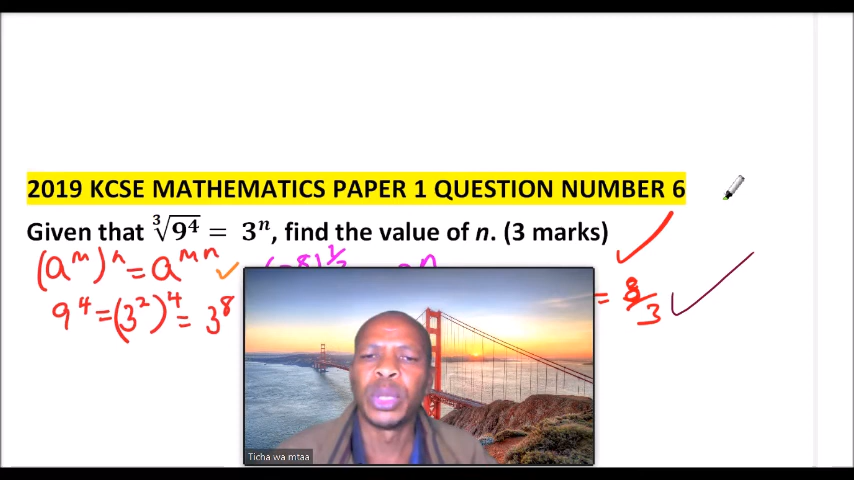 2019 KCSE MATHEMATICS PAPER 1 QUESTION NUMBER 6
Given that ∛9⁴ = 3ⁿ, find the value of n. (3 marks)
(aᵐ)ⁿ = aᵐⁿ ✓
9⁴ = (3²)⁴ = 3⁸
= 8/3 ✓
Ticha wa mtaa